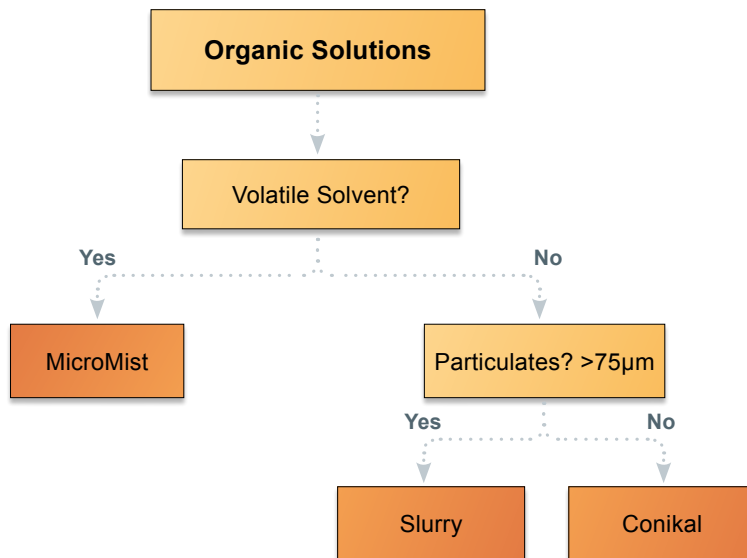 Organic Solutions
Volatile Solvent?
Yes
No
MicroMist
Particulates? >75µm
Yes
No
Slurry
Conikal